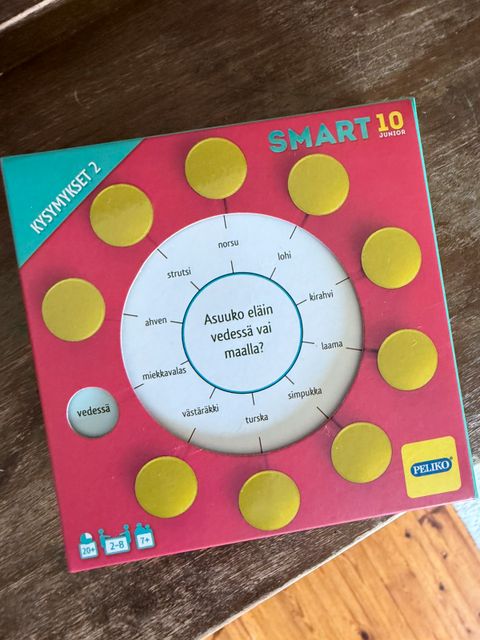 KYSYMYKSET 2
SMART 10
JUNIOR
norsu
lohi
kirahvi
laama
simpukka
turska
västäräkki
miekkavalas
ahven
strutsi
Asuuko eläin
vedessä vai
maalla?
vedessä
PELIKO
20+
2-8
7+